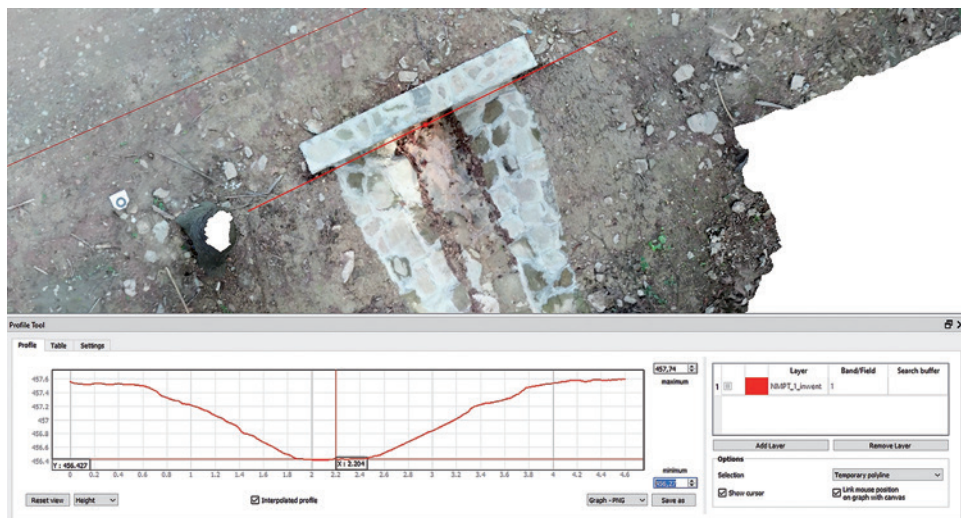 Profile Tool
Profile Table Settings
457.6
457.4
457.2
457
456.8
456.6
456.4
Y : 456.427
X : 2.204
0 0.2 0.4 0.6 0.8 1 1.2 1.4 1.6 1.8 2 2.2 2.4 2.6 2.8 3 3.2 3.4 3.6 3.8 4 4.2 4.4 4.6
457,74
maximum
minimum
Reset view Height Interpolated profile Graph - PNG Save as
Layer Band/Field Search buffer
1 NMPT_1_inwent 1
Add Layer Remove Layer
Options
Selection Temporary polyline
Show cursor Link mouse position
on graph with canvas